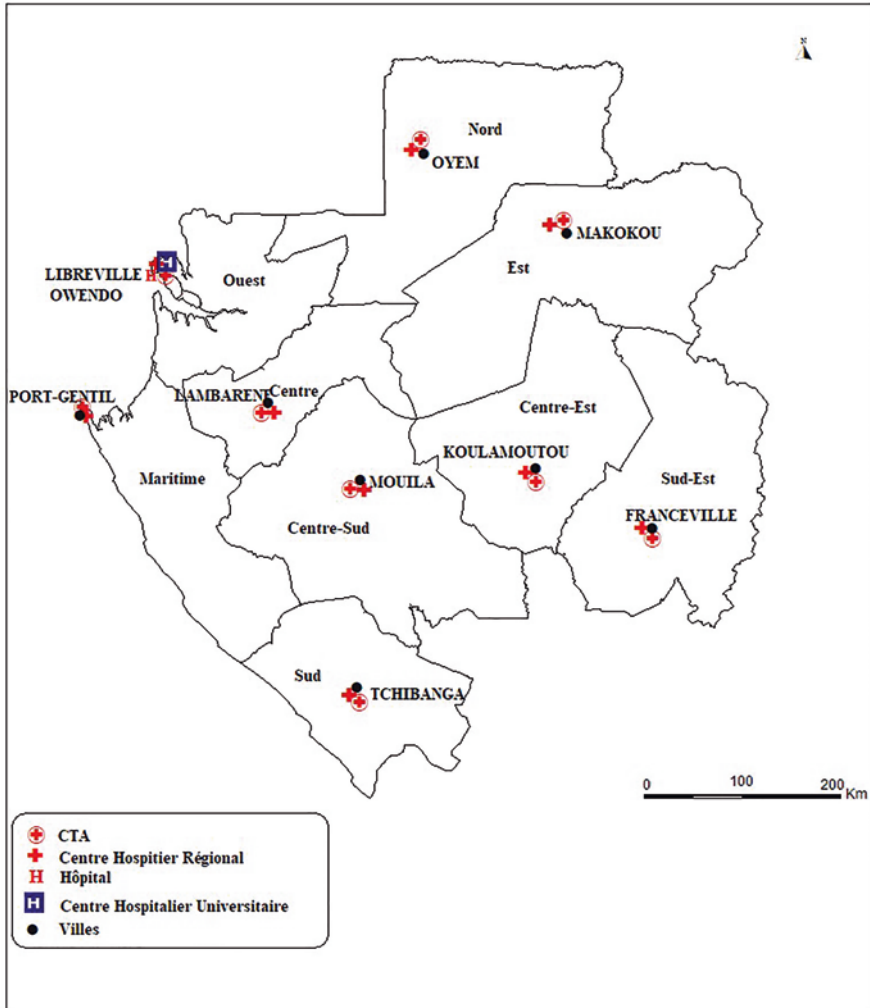 N
Nord
OYEM
MAKOKOU
Est
LIBREVILLE
H
H
OWENDO
Ouest
PORT-GENTIL
LAMBARENE
Centre
Centre-Est
KOULAMOUTOU
Maritime
MOUILA
Sud-Est
Centre-Sud
FRANCEVILLE
Sud
TCHIBANGA
0 100 200 Km
CTA
Centre Hospitier Régional
H Hôpital
H Centre Hospitalier Universitaire
Villes